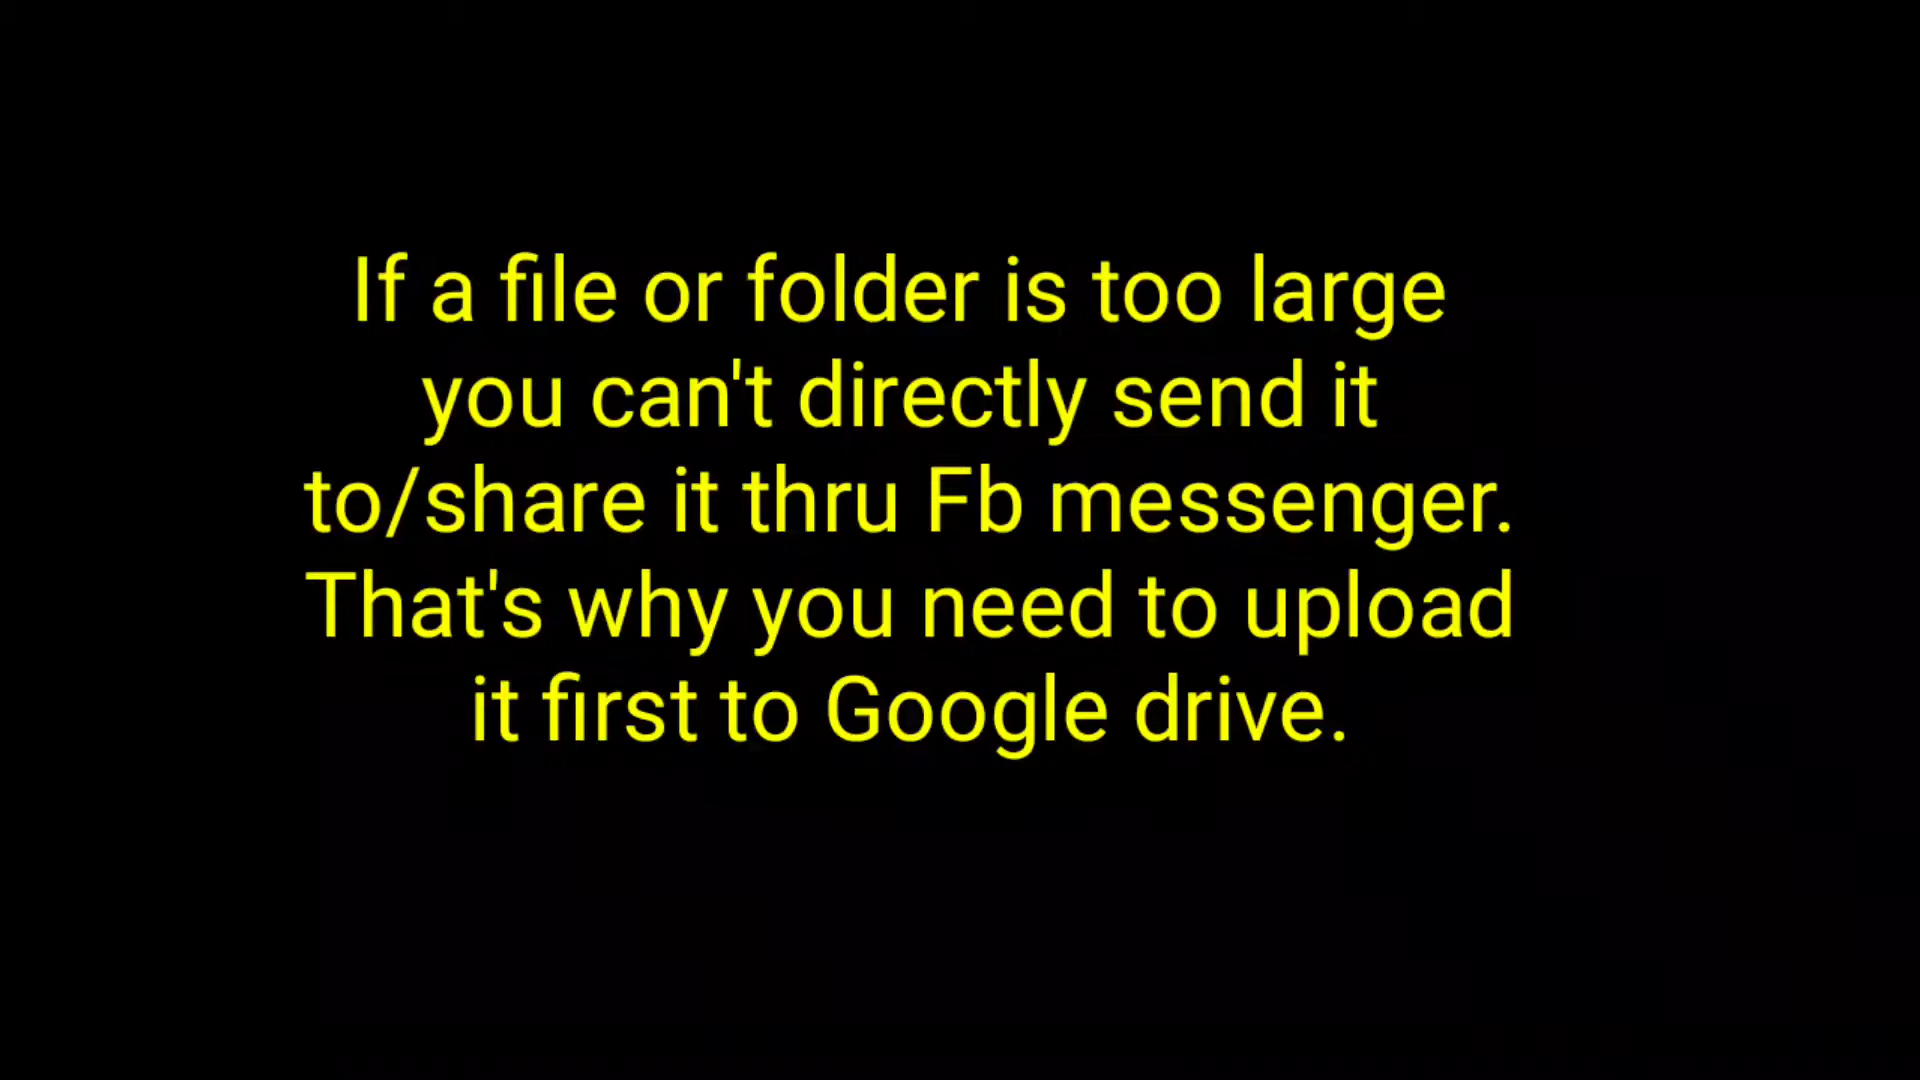 If a file or folder is too large
you can't directly send it
to/share it thru Fb messenger.
That's why you need to upload
it first to Google drive.